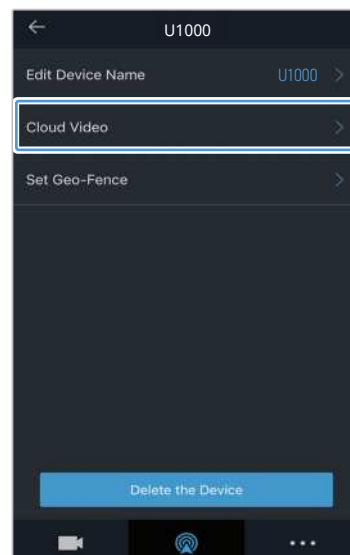 U1000
Edit Device Name U1000
Cloud Video
Set Geo-Fence
Delete the Device